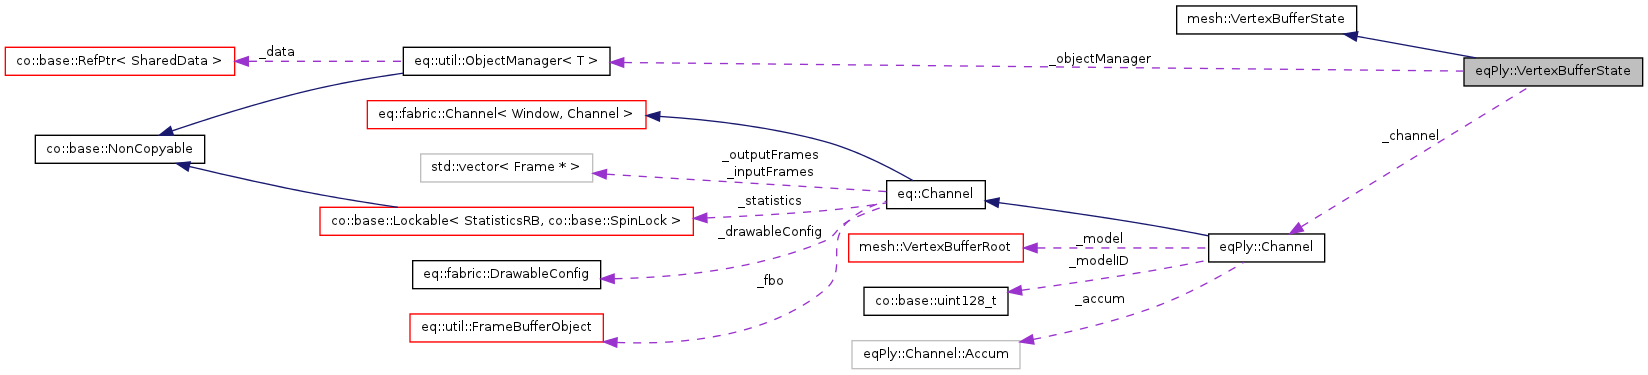 mesh::VertexBufferState
_data
co::base::RefPtr< SharedData >
eq::util::ObjectManager< T >
_objectManager
eqPly::VertexBufferState
eq::fabric::Channel< Window, Channel >
_channel
co::base::NonCopyable
_outputFrames
_inputFrames
std::vector< Frame * >
eq::Channel
_statistics
co::base::Lockable< StatisticsRB, co::base::SpinLock >
_drawableConfig
_model
mesh::VertexBufferRoot
eqPly::Channel
_modelID
eq::fabric::DrawableConfig
_fbo
co::base::uint128_t
_accum
eq::util::FrameBufferObject
eqPly::Channel::Accum